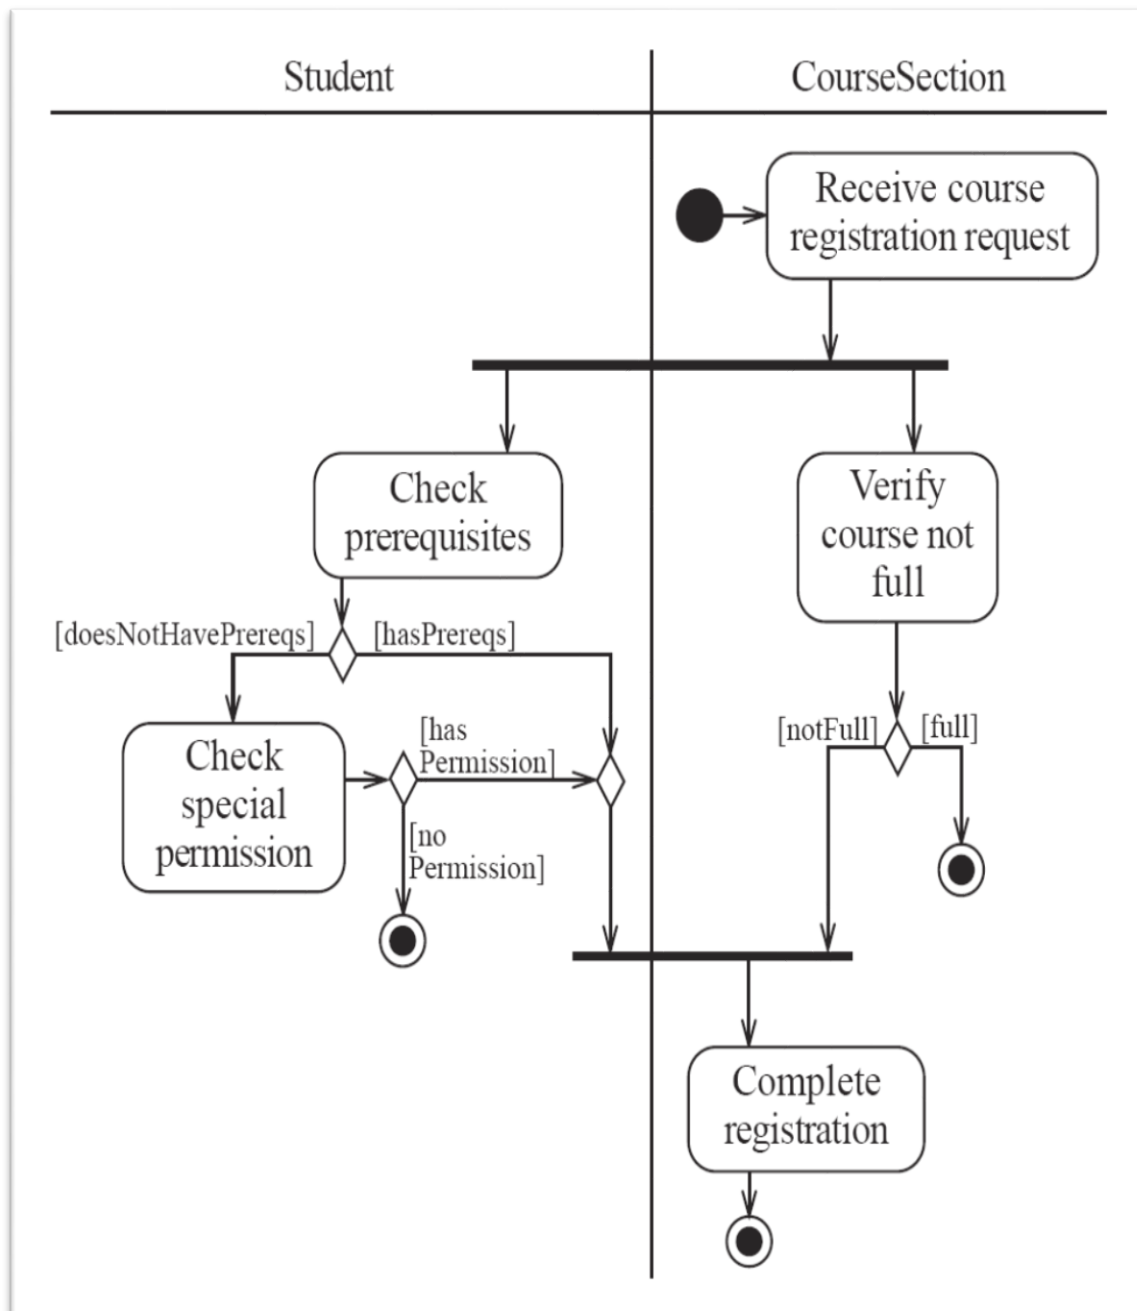 Student
CourseSection
Receive course
registration request
Check
prerequisites
Verify
course not
full
[doesNotHavePrereqs]
[hasPrereqs]
Check
special
permission
[has
Permission]
[no
Permission]
[notFull]
[full]
Complete
registration